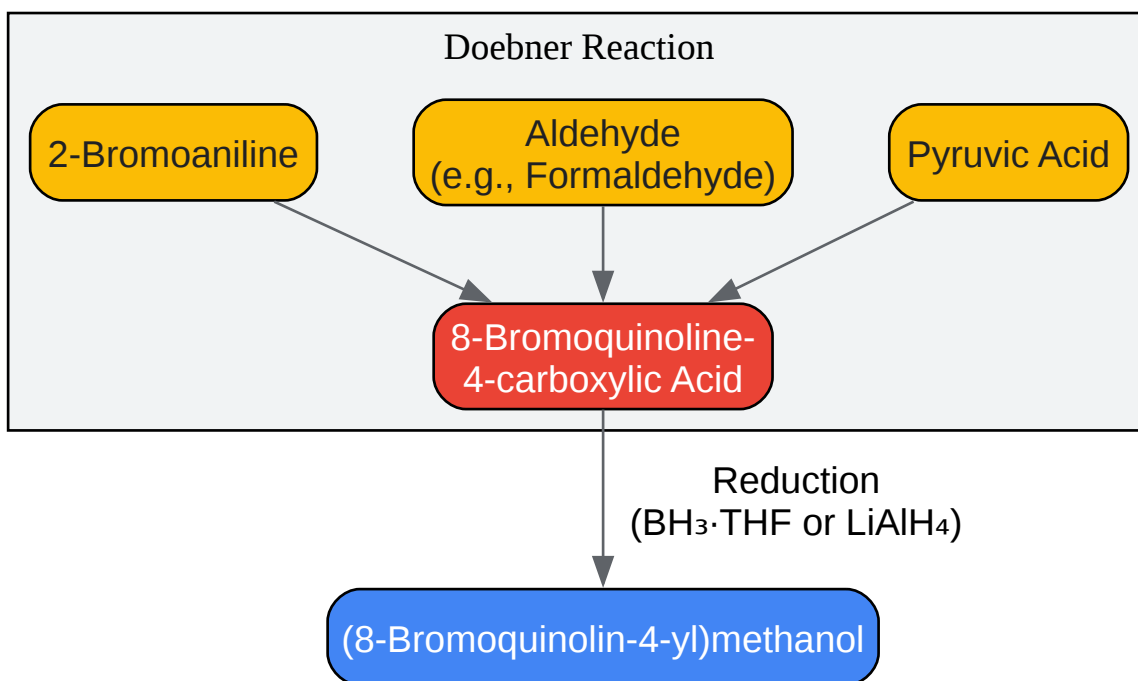 Doebner Reaction
2-Bromoaniline
Aldehyde
(e.g., Formaldehyde)
Pyruvic Acid
8-Bromoquinoline-
4-carboxylic Acid
Reduction
(BH₃·THF or LiAlH₄)
(8-Bromoquinolin-4-yl)methanol